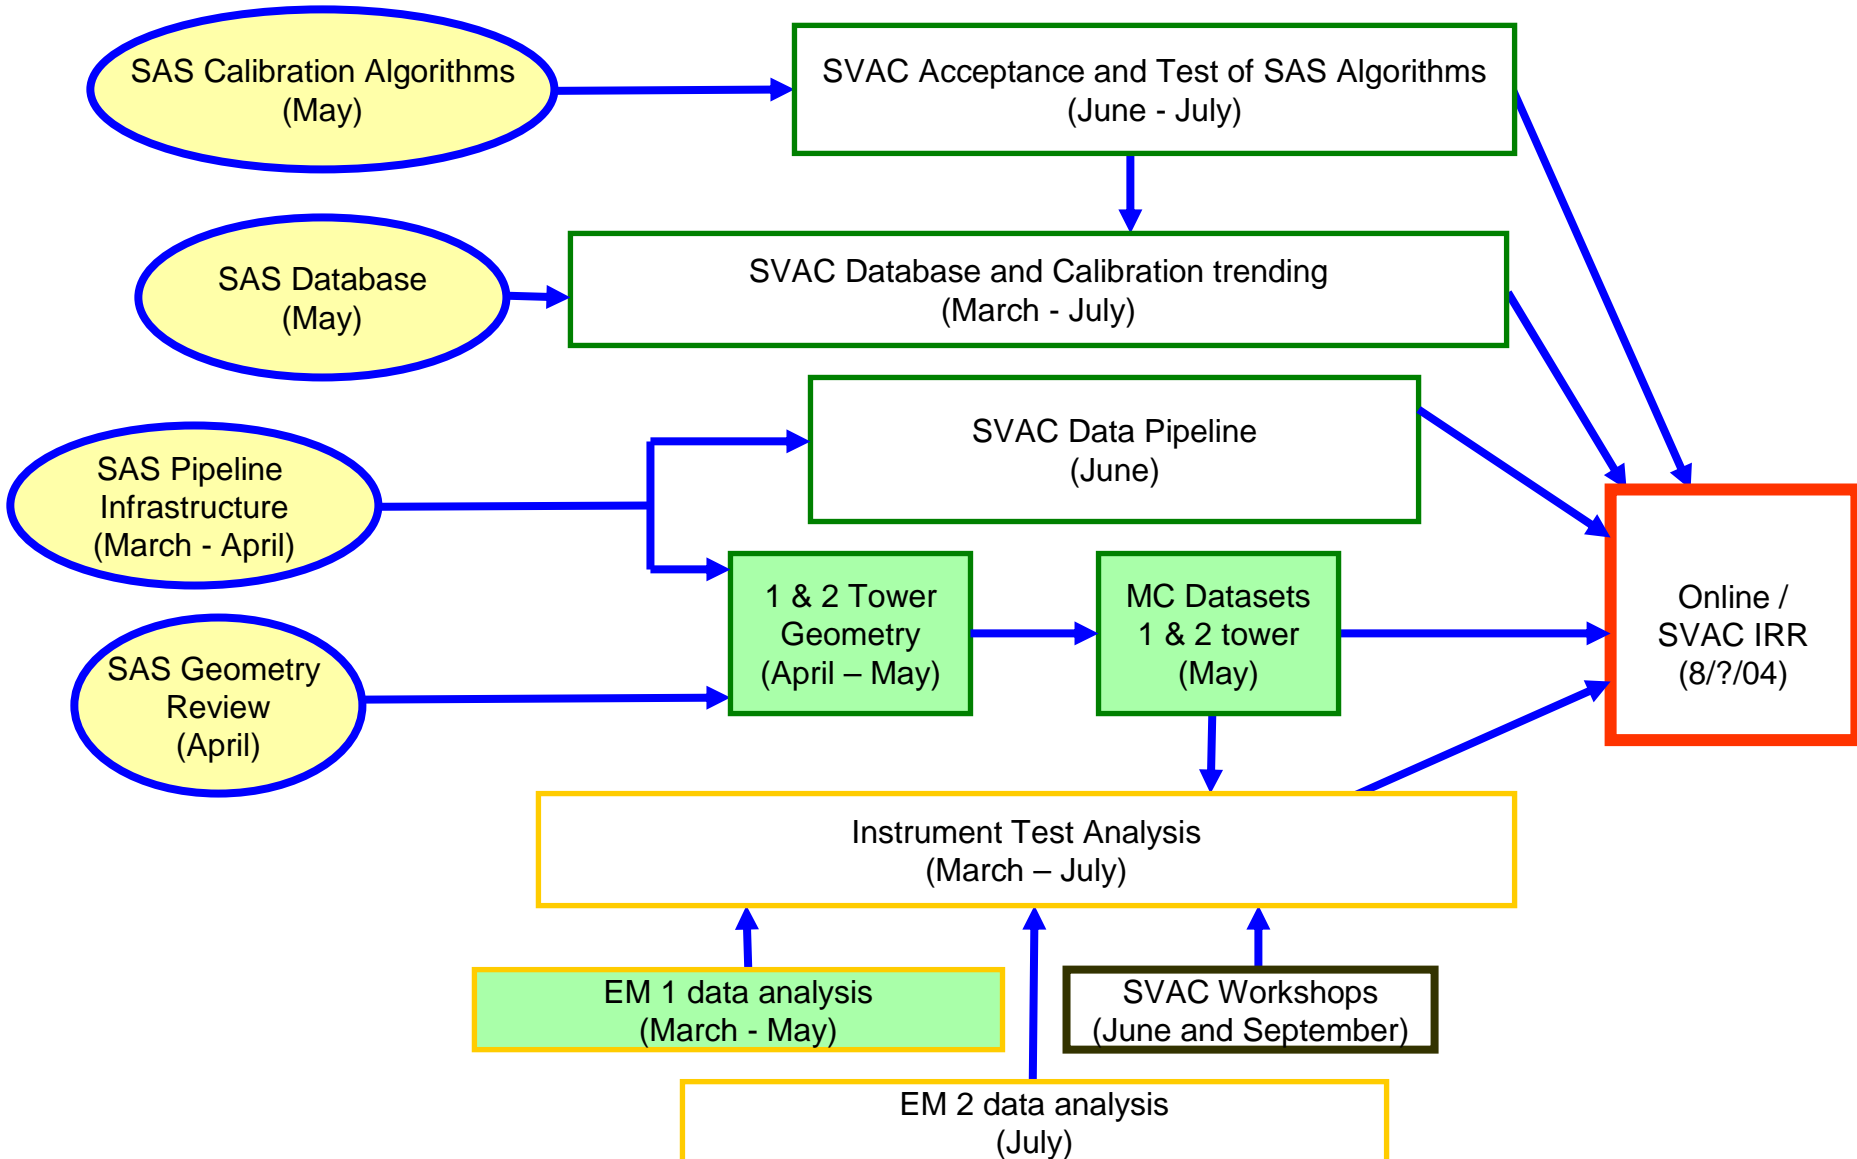 SAS Calibration Algorithms
(May)
SVAC Acceptance and Test of SAS Algorithms
(June - July)
SAS Database
(May)
SVAC Database and Calibration trending
(March - July)
SAS Pipeline
Infrastructure
(March - April)
SVAC Data Pipeline
(June)
SAS Geometry
Review
(April)
1 & 2 Tower
Geometry
(April – May)
MC Datasets
1 & 2 tower
(May)
Online /
SVAC IRR
(8/?/04)
Instrument Test Analysis
(March – July)
EM 1 data analysis
(March - May)
SVAC Workshops
(June and September)
EM 2 data analysis
(July)